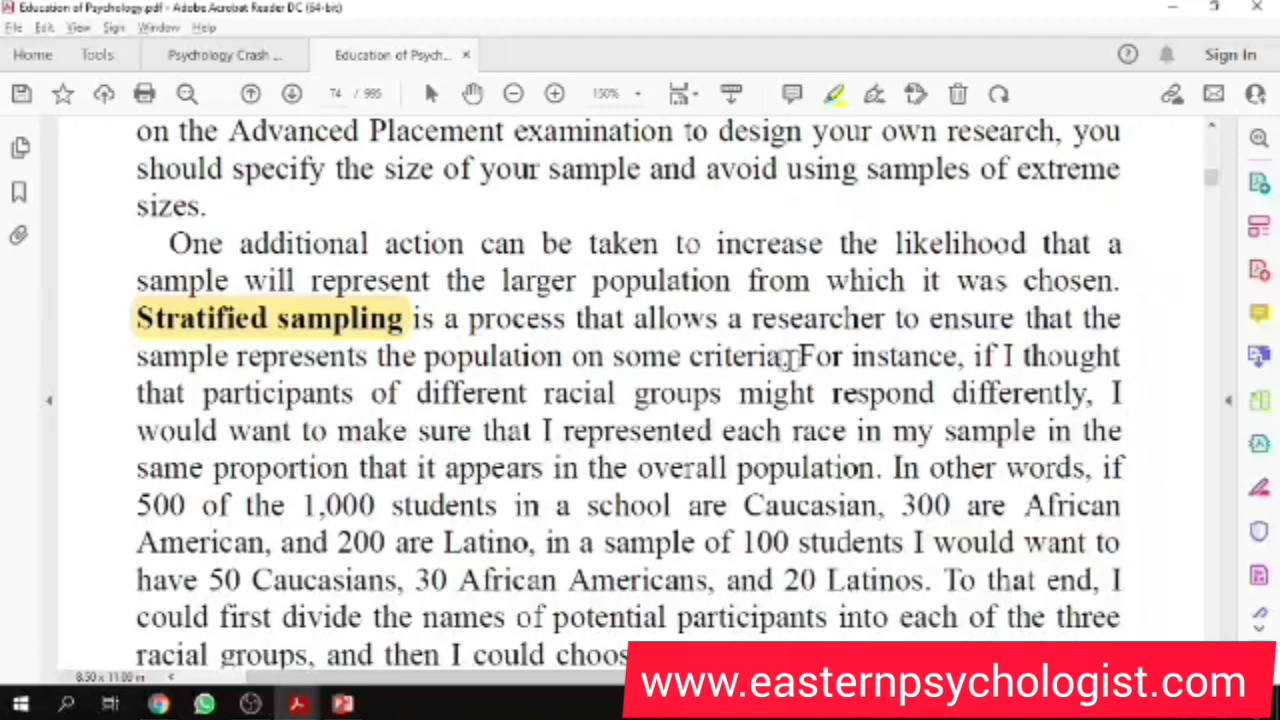 Education of Psychology.pdf - Adobe Acrobat Reader DC (64-bit)
File Edit View Sign Window Help
Home Tools Psychology Crash ... Education of Psych... × Sign In
74 / 995 150%
on the Advanced Placement examination to design your own research, you
should specify the size of your sample and avoid using samples of extreme
sizes.
One additional action can be taken to increase the likelihood that a
sample will represent the larger population from which it was chosen.
Stratified sampling is a process that allows a researcher to ensure that the
sample represents the population on some criteria. For instance, if I thought
that participants of different racial groups might respond differently, I
would want to make sure that I represented each race in my sample in the
same proportion that it appears in the overall population. In other words, if
500 of the 1,000 students in a school are Caucasian, 300 are African
American, and 200 are Latino, in a sample of 100 students I would want to
have 50 Caucasians, 30 African Americans, and 20 Latinos. To that end, I
could first divide the names of potential participants into each of the three
racial groups, and then I could choos
8.50 x 11.00 in
www.easternpsychologist.com